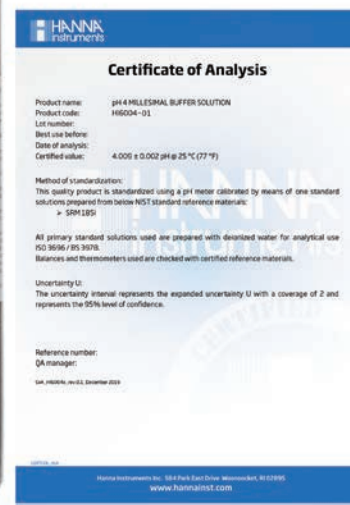 HANNA
instruments
Certificate of Analysis
Product name: pH 4 MILLESIMAL BUFFER SOLUTION
Product code: HI6004-01
Lot number:
Best use before:
Date of analysis:
Certified value: 4.000 ± 0.002 pH @ 25 °C (77 °F)
Method of standardization:
This quality product is standardized using a pH meter calibrated by means of one standard
solutions prepared from below NIST standard reference materials:
➢ SRM 185i
All primary standard solutions used are prepared with deionized water for analytical use
ISO 3696 / BS 3978.
Balances and thermometers used are checked with certified reference materials.
Uncertainty U:
The uncertainty interval represents the expanded uncertainty U with a coverage of 2 and
represents the 95% level of confidence.
Reference number:
QA manager:
December 2019
Hanna Instruments Inc. 584 Park East Drive Woonsocket, RI 02895
www.hannainst.com